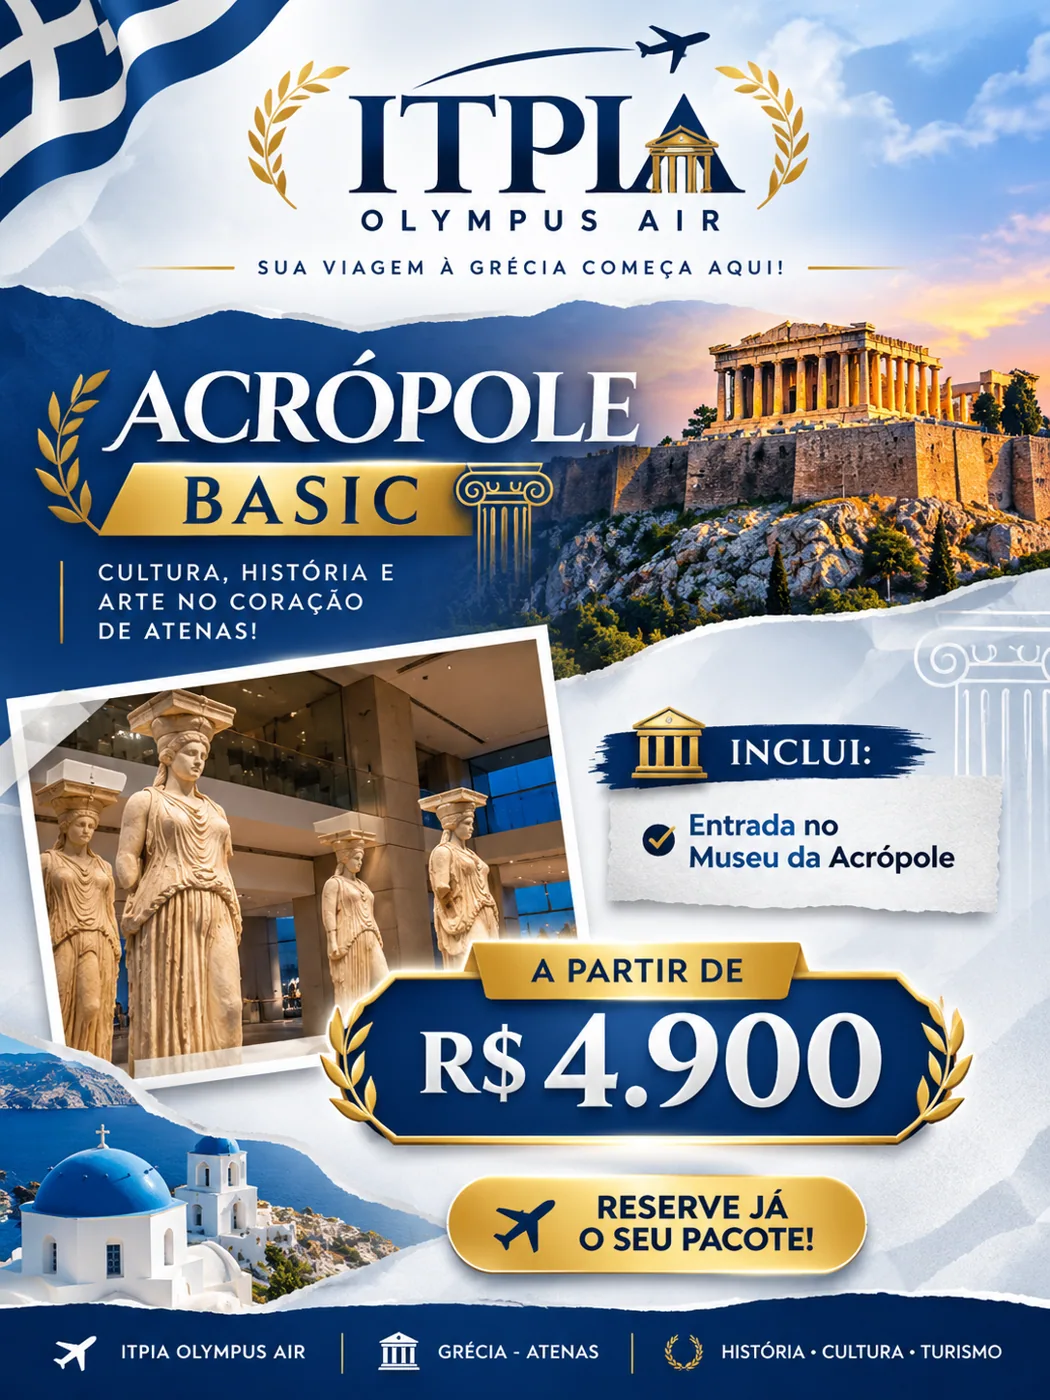 ITPIA
OLYMPUS AIR
SUA VIAGEM À GRÉCIA COMEÇA AQUI!
ACRÓPOLE
BASIC
CULTURA, HISTÓRIA E
ARTE NO CORAÇÃO
DE ATENAS!
INCLUI:
Entrada no
Museu da Acrópole
A PARTIR DE
R$ 4.900
RESERVE JÁ
O SEU PACOTE!
ITPIA OLYMPUS AIR
GRÉCIA - ATENAS
HISTÓRIA • CULTURA • TURISMO